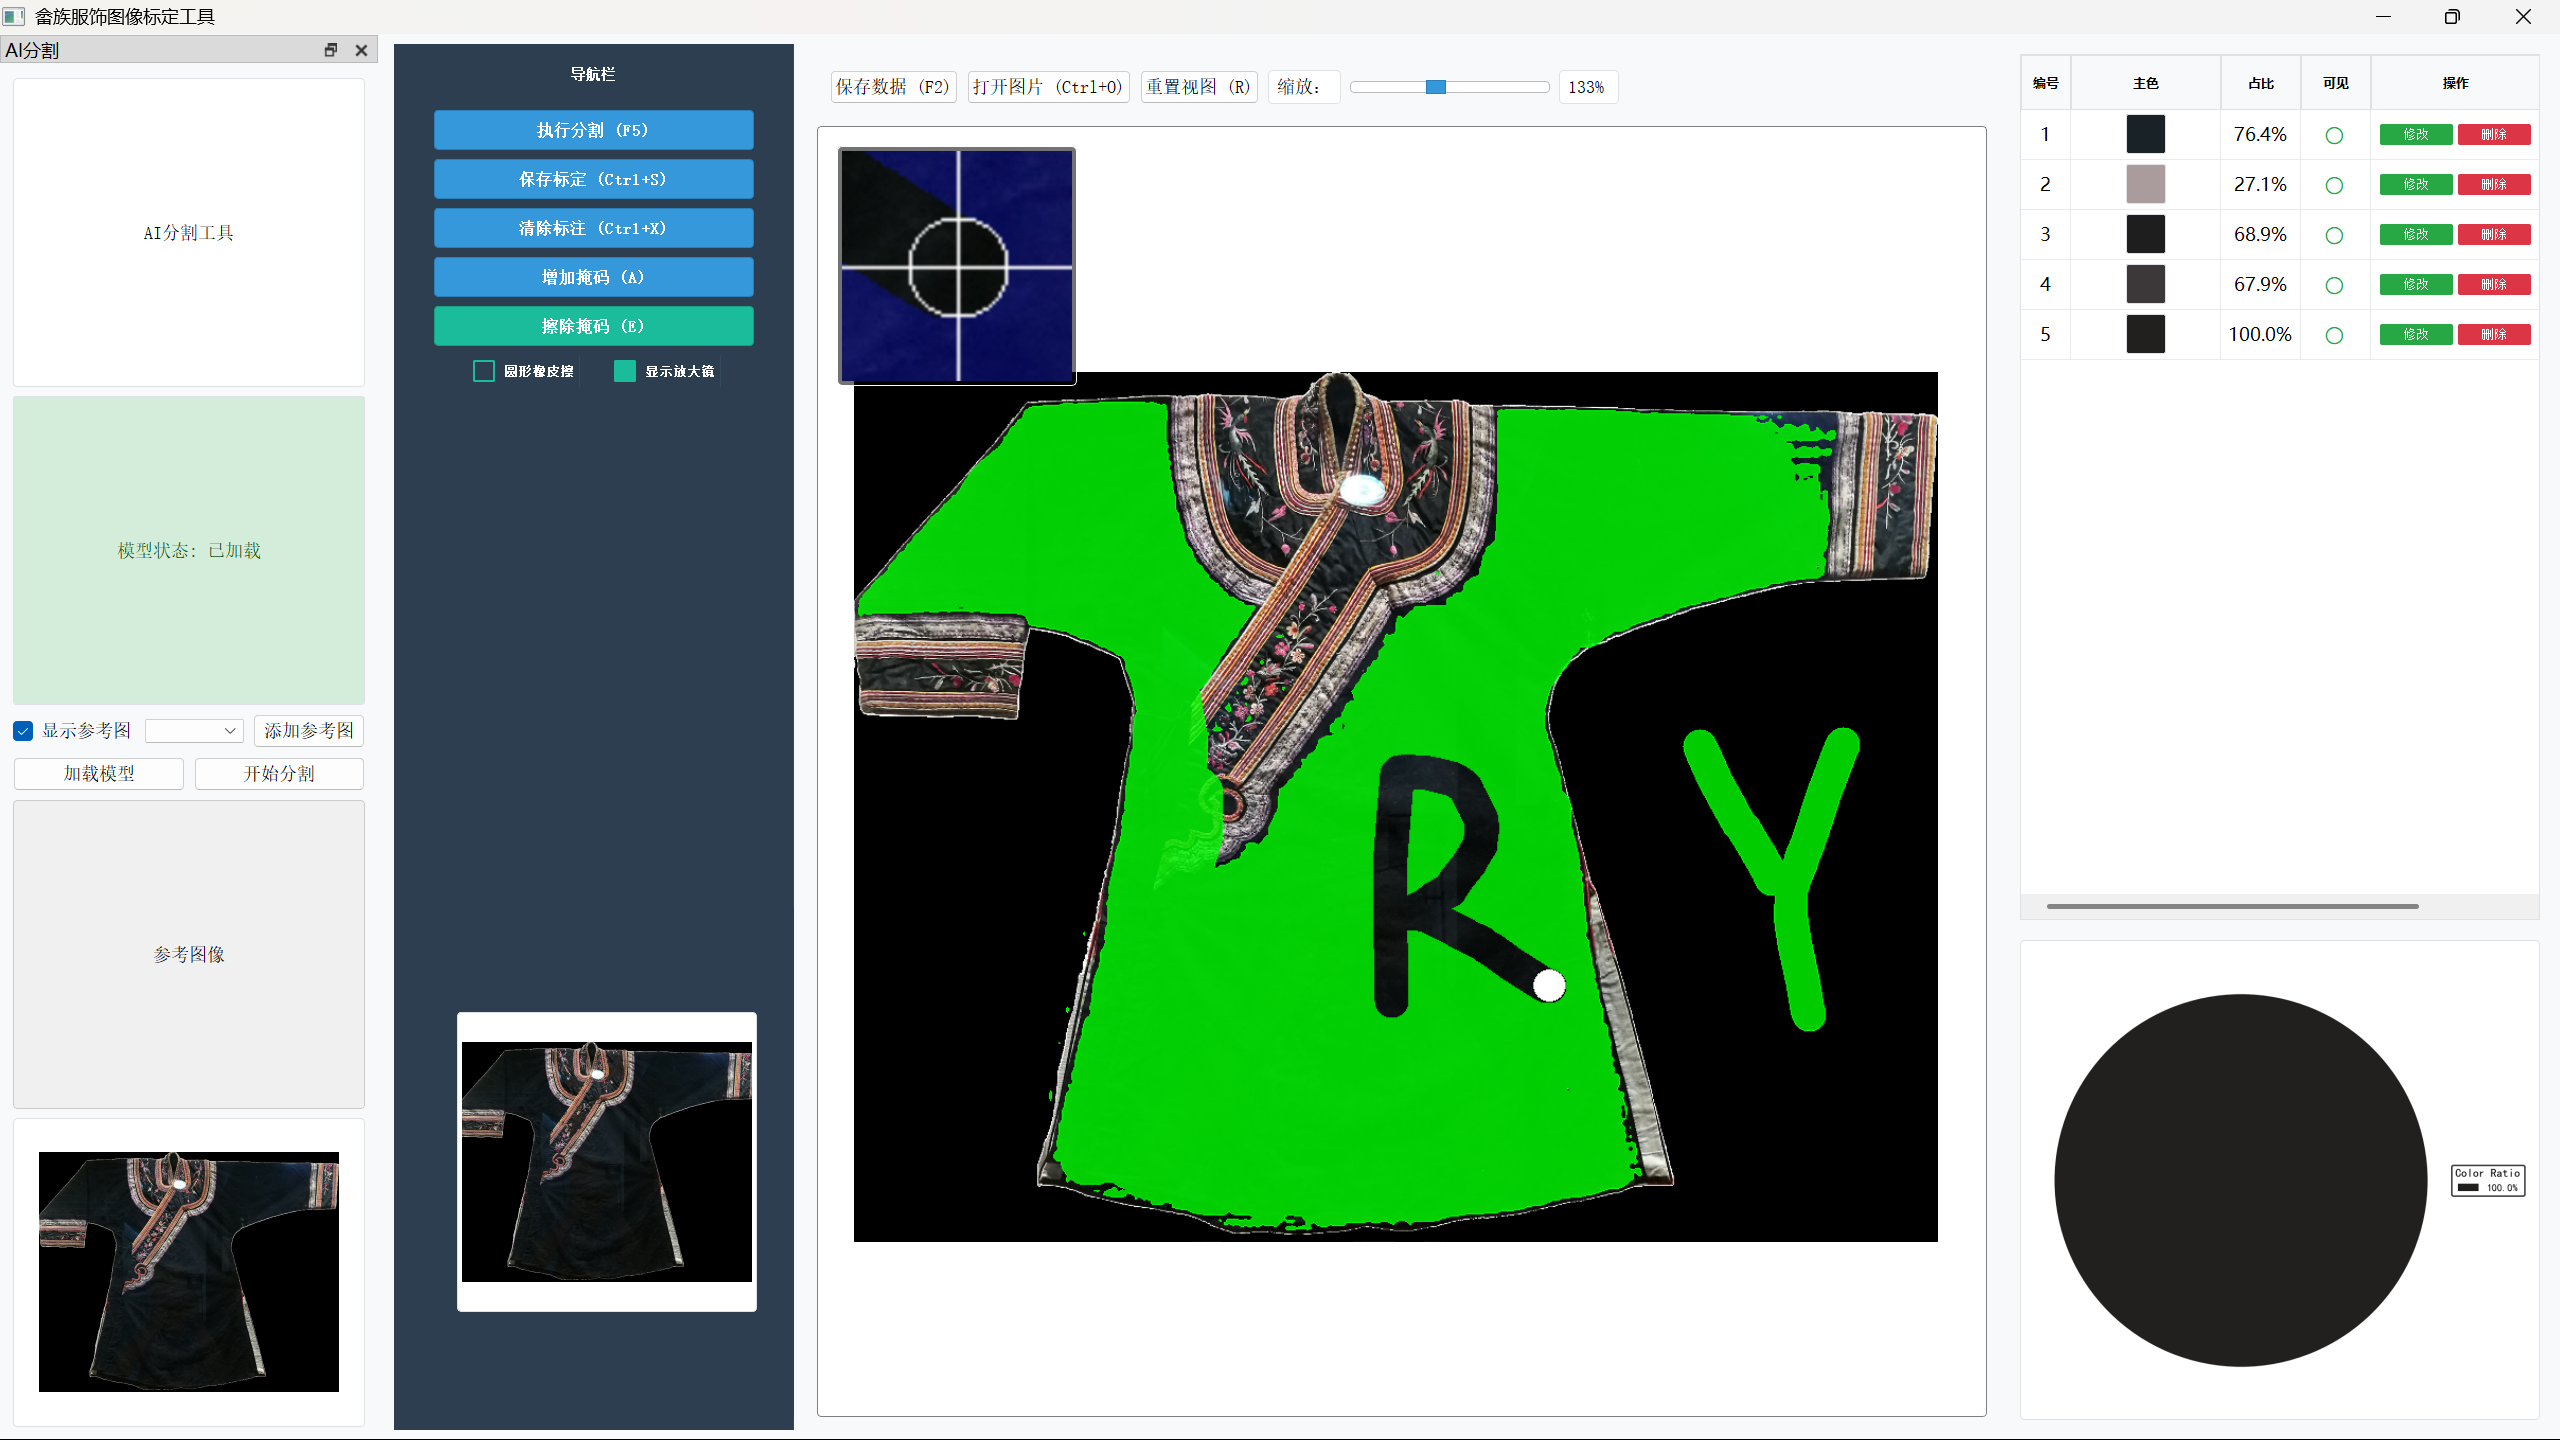 畲族服饰图像标定工具
AI分割
AI分割工具
模型状态: 已加载
显示参考图
添加参考图
加载模型
开始分割
参考图像
导航栏
执行分割 (F5)
保存标定 (Ctrl+S)
清除标注 (Ctrl+X)
增加掩码 (A)
擦除掩码 (E)
圆形橡皮擦
显示放大镜
保存数据 (F2)
打开图片 (Ctrl+O)
重置视图 (R)
缩放:
133%
R
Y
编号 主色 占比 可见 操作
1 76.4% 修改 删除
2 27.1% 修改 删除
3 68.9% 修改 删除
4 67.9% 修改 删除
5 100.0% 修改 删除
Color Ratio
100.0%